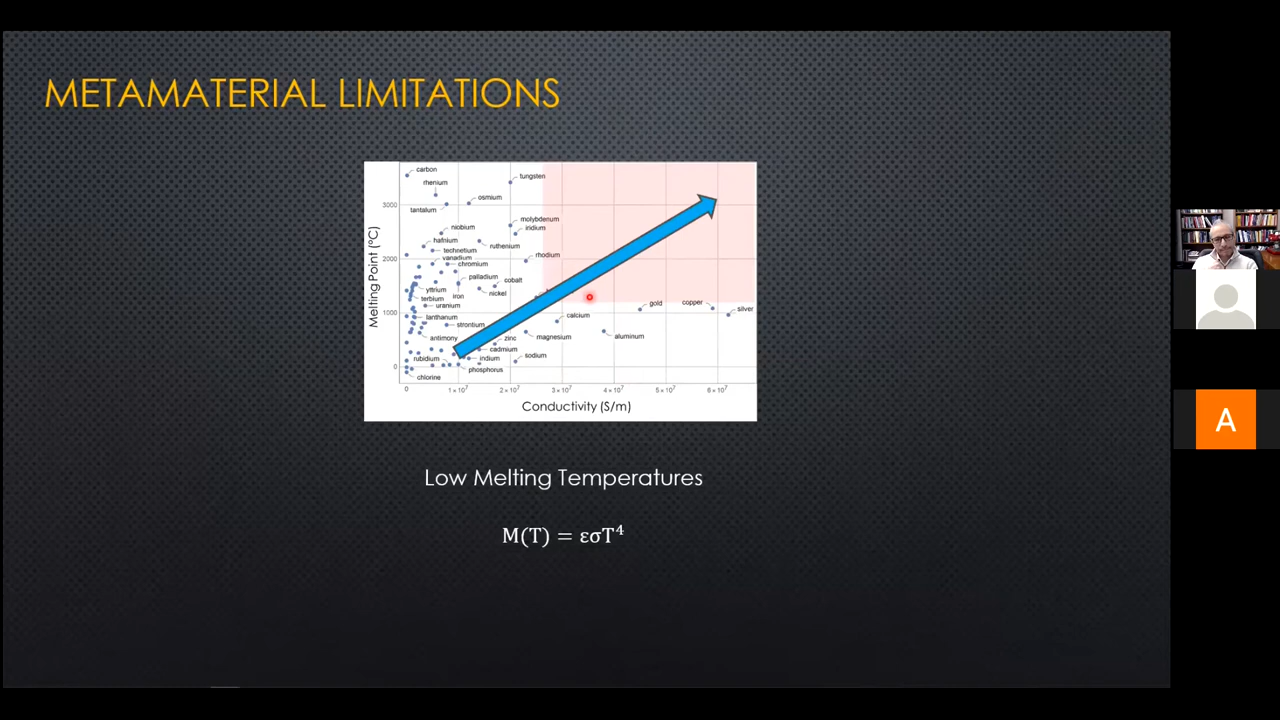 METAMATERIAL LIMITATIONS
carbon
tungsten
rhenium
osmium
tantalum
3000
molybdenum
niobium
iridium
hafnium
ruthenium
technetium
rhodium
vanadium
2000
chromium
palladium
cobalt
yttrium
nickel
terbium
iron
uranium
gold
copper
silver
1000
lanthanum
calcium
strontium
antimony
zinc
magnesium
aluminum
cadmium
rubidium
indium
sodium
0
phosphorus
chlorine
Melting Point (°C)
0
1×10⁷
2×10⁷
3×10⁷
4×10⁷
5×10⁷
6×10⁷
Conductivity (S/m)
Low Melting Temperatures
M(T) = εσT⁴
A